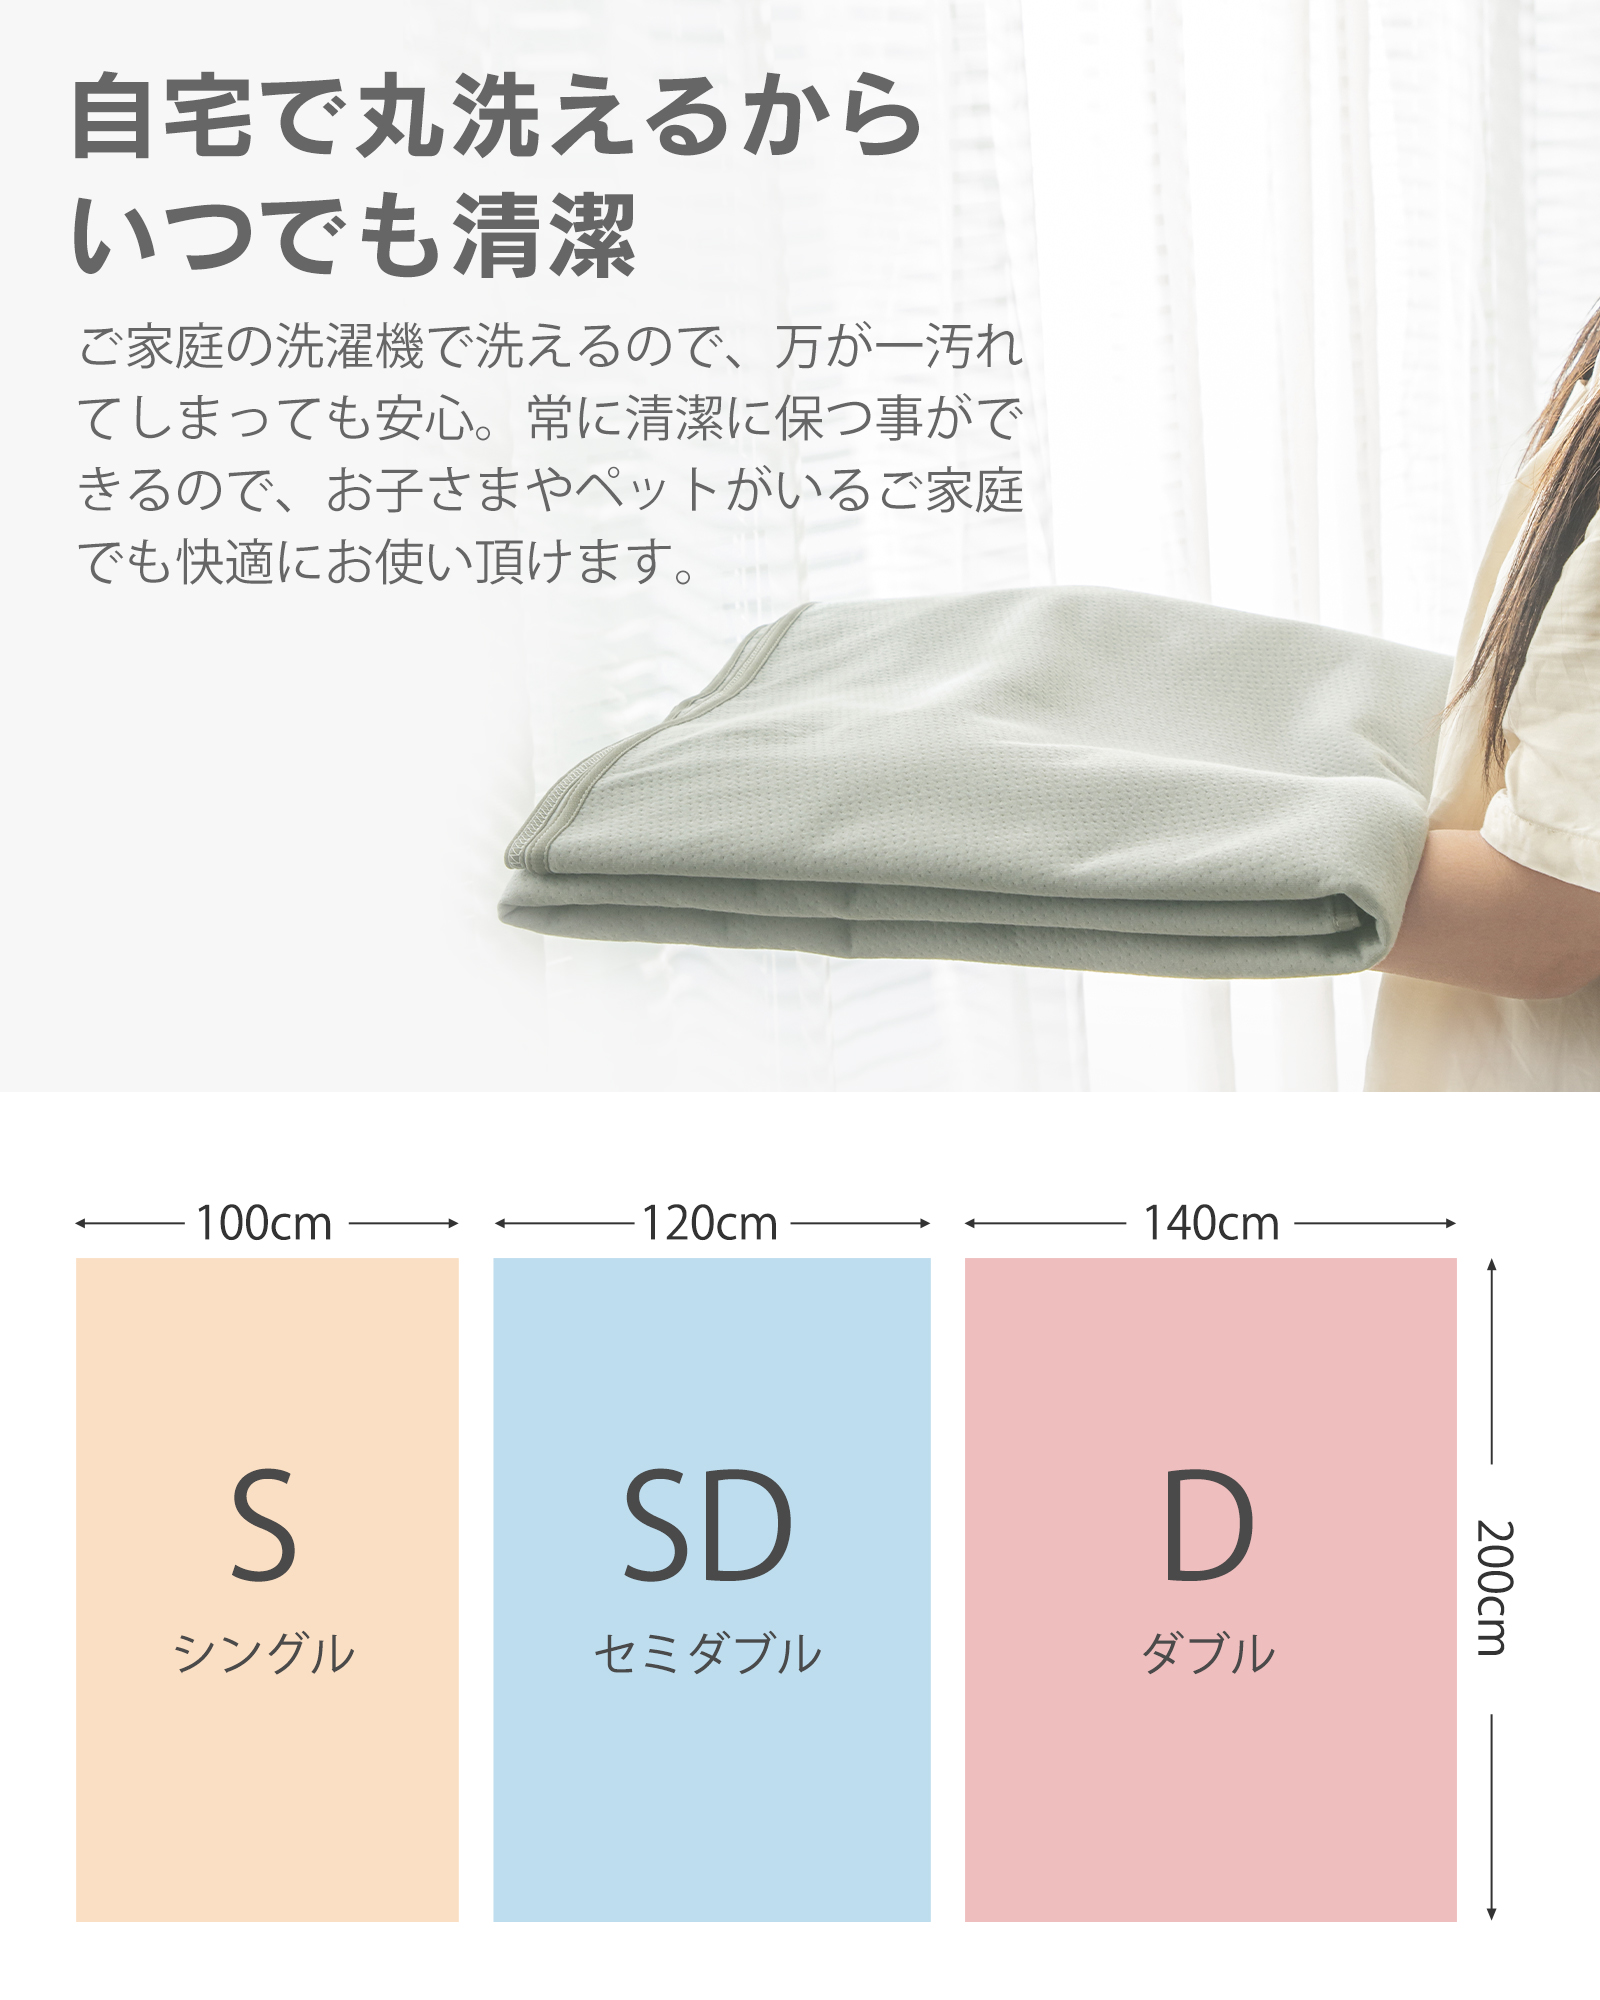 自宅で丸洗えるから
いつでも清潔
ご家庭の洗濯機で洗えるので、万が一汚れ
てしまっても安心。常に清潔に保つ事がで
きるので、お子さまやペットがいるご家庭
でも快適にお使い頂けます。
100cm
120cm
140cm
S
シングル
SD
セミダブル
D
ダブル
200cm